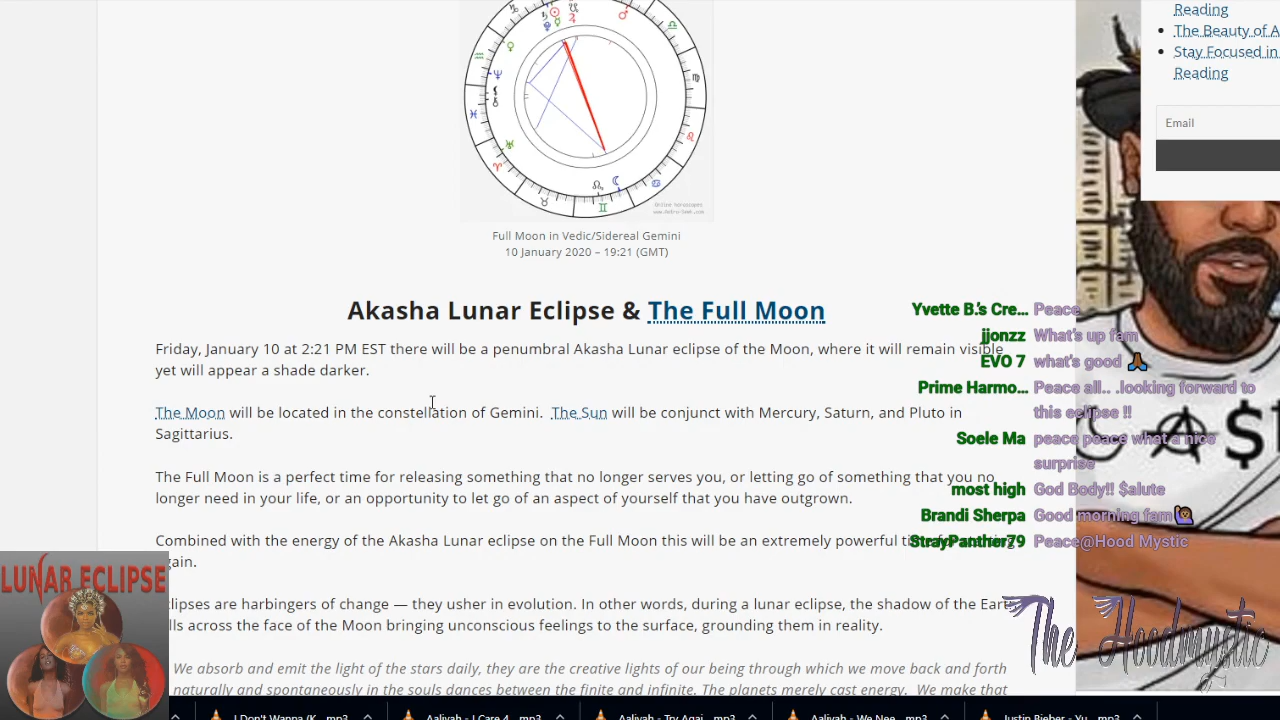 Reading
The Beauty of A
Stay Focused in
Reading
Email
Full Moon in Vedic/Sidereal Gemini
10 January 2020 – 19:21 (GMT)
Akasha Lunar Eclipse & The Full Moon
Friday, January 10 at 2:21 PM EST there will be a penumbral Akasha Lunar eclipse of the Moon, where it will remain visible
yet will appear a shade darker.
The Moon will be located in the constellation of Gemini. The Sun will be conjunct with Mercury, Saturn, and Pluto in
Sagittarius.
The Full Moon is a perfect time for releasing something that no longer serves you, or letting go of something that you no
longer need in your life, or an opportunity to let go of an aspect of yourself that you have outgrown.
Combined with the energy of the Akasha Lunar eclipse on the Full Moon this will be an extremely powerful
gain.
clipses are harbingers of change — they usher in evolution. In other words, during a lunar eclipse, the shadow of the Eart
lls across the face of the Moon bringing unconscious feelings to the surface, grounding them in reality.
We absorb and emit the light of the stars daily, they are the creative lights of our being through which we move back and forth
naturally and spontaneously in the souls dances between the finite and infinite. The planets merely cast energy. We make that
Yvette B.'s Cre... Peace
jjonzz What's up fam
EVO 7 what's good 🙏🏾
Prime Harmo... Peace all.. .looking forward to
this eclipse !!
Soele Ma peace peace what a nice
surprise
most high God Body!! $alute
Brandi Sherpa Good morning fam🙋🏽
StrayPanther79 Peace@Hood Mystic
LUNAR ECLIPSE
The Hoodmystic
I Don't Wanna (K....mp3
Aaliyah - I Care 4....mp3
Aaliyah - Try Agai....mp3
Aaliyah - We Nee....mp3
Justin Bieber - Yu....mp3